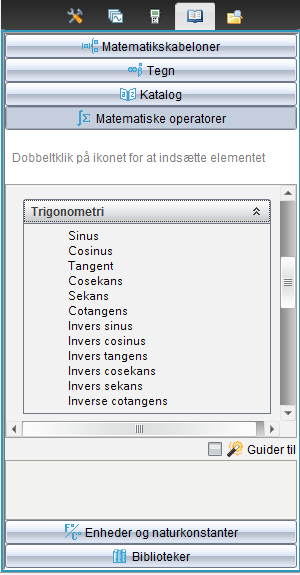 Matematikskabeloner
Tegn
Katalog
Matematiske operatorer
Dobbeltklik på ikonet for at indsætte elementet
Trigonometri
Sinus
Cosinus
Tangent
Cosekans
Sekans
Cotangens
Invers sinus
Invers cosinus
Invers tangens
Invers cosekans
Invers sekans
Inverse cotangens
Guider til
Enheder og naturkonstanter
Biblioteker